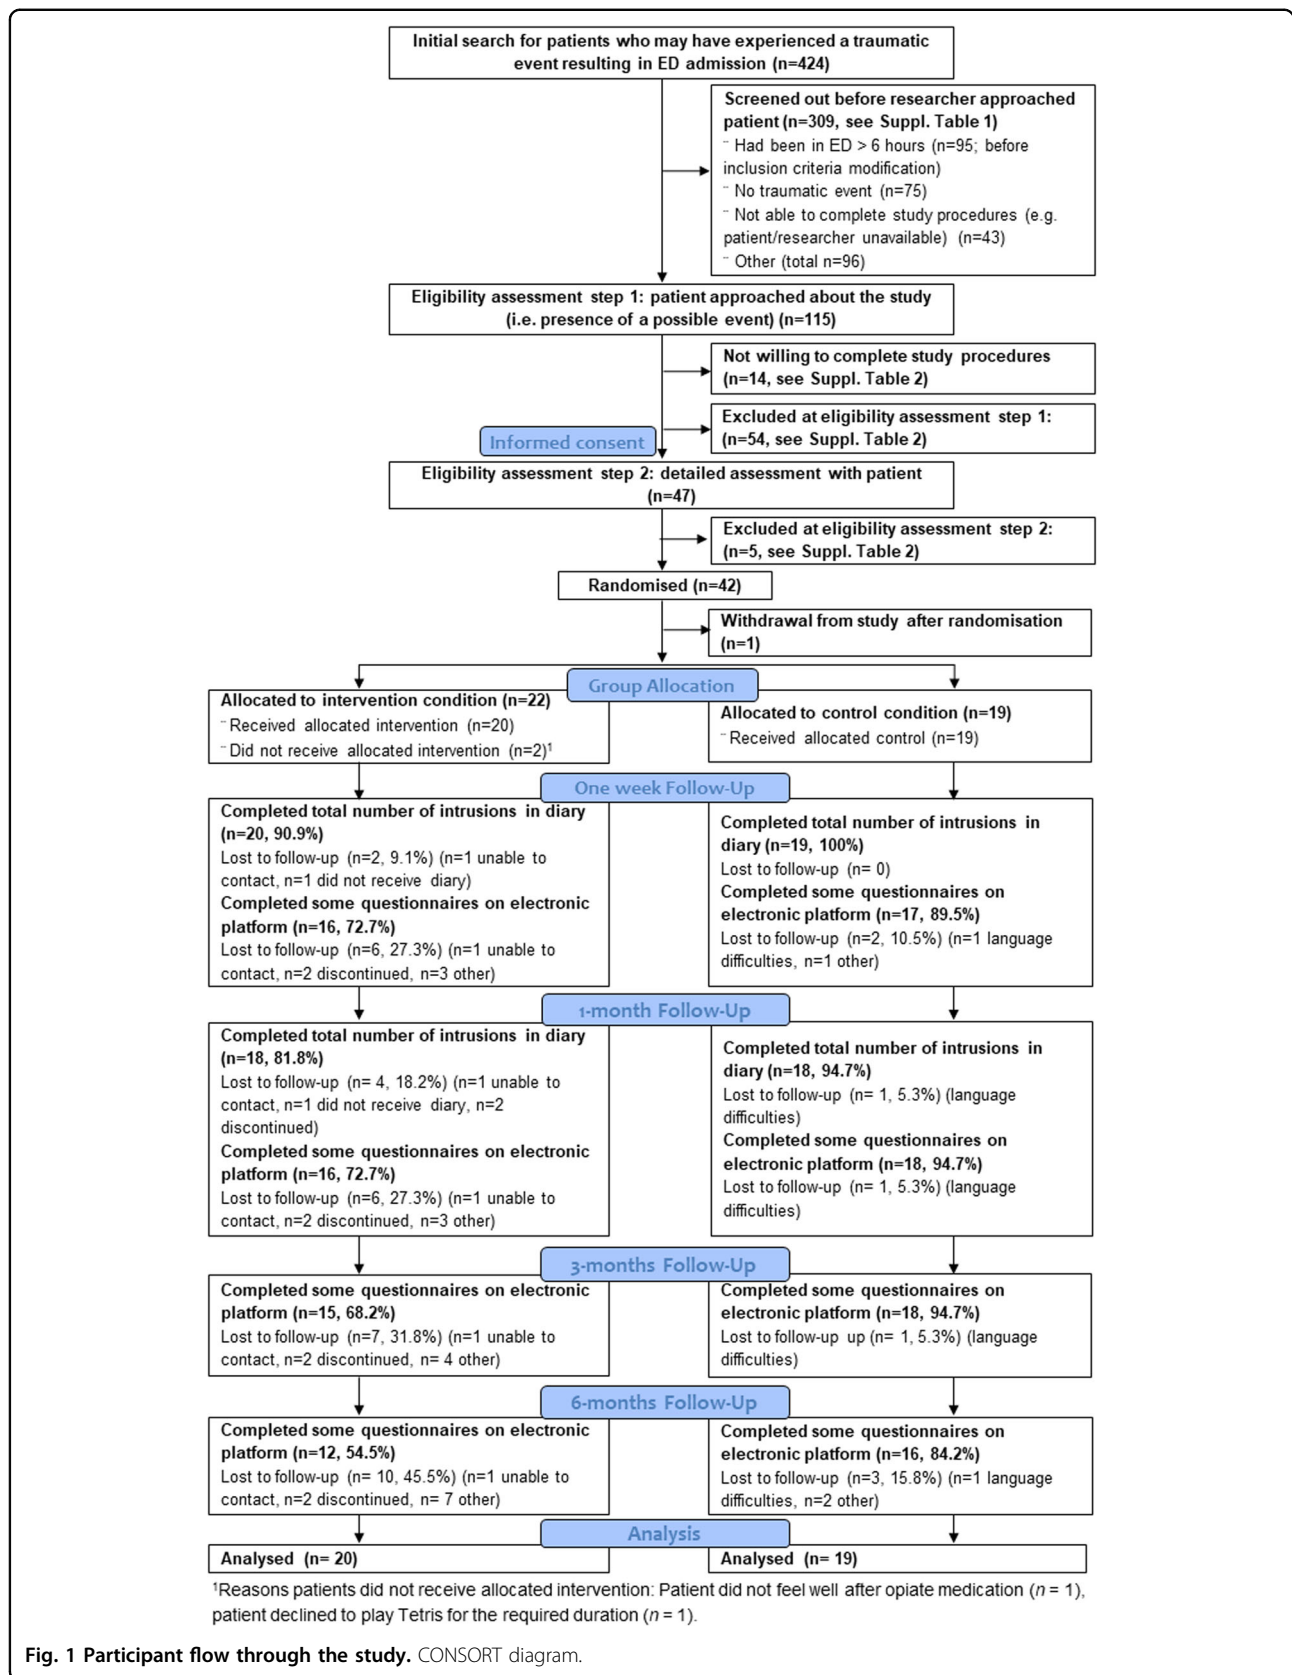 Initial search for patients who may have experienced a traumatic
event resulting in ED admission (n=424)
Screened out before researcher approached
patient (n=309, see Suppl. Table 1)
¨ Had been in ED > 6 hours (n=95; before
inclusion criteria modification)
¨ No traumatic event (n=75)
¨ Not able to complete study procedures (e.g.
patient/researcher unavailable) (n=43)
¨ Other (total n=96)
Eligibility assessment step 1: patient approached about the study
(i.e. presence of a possible event) (n=115)
Not willing to complete study procedures
(n=14, see Suppl. Table 2)
Excluded at eligibility assessment step 1:
(n=54, see Suppl. Table 2)
Informed consent
Eligibility assessment step 2: detailed assessment with patient
(n=47)
Excluded at eligibility assessment step 2:
(n=5, see Suppl. Table 2)
Randomised (n=42)
Withdrawal from study after randomisation
(n=1)
Group Allocation
Allocated to intervention condition (n=22)
¨ Received allocated intervention (n=20)
¨ Did not receive allocated intervention (n=2)¹
Allocated to control condition (n=19)
¨ Received allocated control (n=19)
One week Follow-Up
Completed total number of intrusions in diary
(n=20, 90.9%)
Lost to follow-up (n=2, 9.1%) (n=1 unable to
contact, n=1 did not receive diary)
Completed some questionnaires on electronic
platform (n=16, 72.7%)
Lost to follow-up (n=6, 27.3%) (n=1 unable to
contact, n=2 discontinued, n=3 other)
Completed total number of intrusions in
diary (n=19, 100%)
Lost to follow-up (n= 0)
Completed some questionnaires on
electronic platform (n=17, 89.5%)
Lost to follow-up (n=2, 10.5%) (n=1 language
difficulties, n=1 other)
1-month Follow-Up
Completed total number of intrusions in diary
(n=18, 81.8%)
Lost to follow-up (n= 4, 18.2%) (n=1 unable to
contact, n=1 did not receive diary, n=2
discontinued)
Completed some questionnaires on electronic
platform (n=16, 72.7%)
Lost to follow-up (n=6, 27.3%) (n=1 unable to
contact, n=2 discontinued, n=3 other)
Completed total number of intrusions in
diary (n=18, 94.7%)
Lost to follow-up (n= 1, 5.3%) (language
difficulties)
Completed some questionnaires on
electronic platform (n=18, 94.7%)
Lost to follow-up (n= 1, 5.3%) (language
difficulties)
3-months Follow-Up
Completed some questionnaires on electronic
platform (n=15, 68.2%)
Lost to follow-up (n=7, 31.8%) (n=1 unable to
contact, n=2 discontinued, n= 4 other)
Completed some questionnaires on
electronic platform (n=18, 94.7%)
Lost to follow-up up (n= 1, 5.3%) (language
difficulties)
6-months Follow-Up
Completed some questionnaires on electronic
platform (n=12, 54.5%)
Lost to follow-up (n= 10, 45.5%) (n=1 unable to
contact, n=2 discontinued, n= 7 other)
Completed some questionnaires on
electronic platform (n=16, 84.2%)
Lost to follow-up (n=3, 15.8%) (n=1 language
difficulties, n=2 other)
Analysis
Analysed (n= 20)
Analysed (n= 19)
¹Reasons patients did not receive allocated intervention: Patient did not feel well after opiate medication (n = 1),
patient declined to play Tetris for the required duration (n = 1).
Fig. 1 Participant flow through the study. CONSORT diagram.